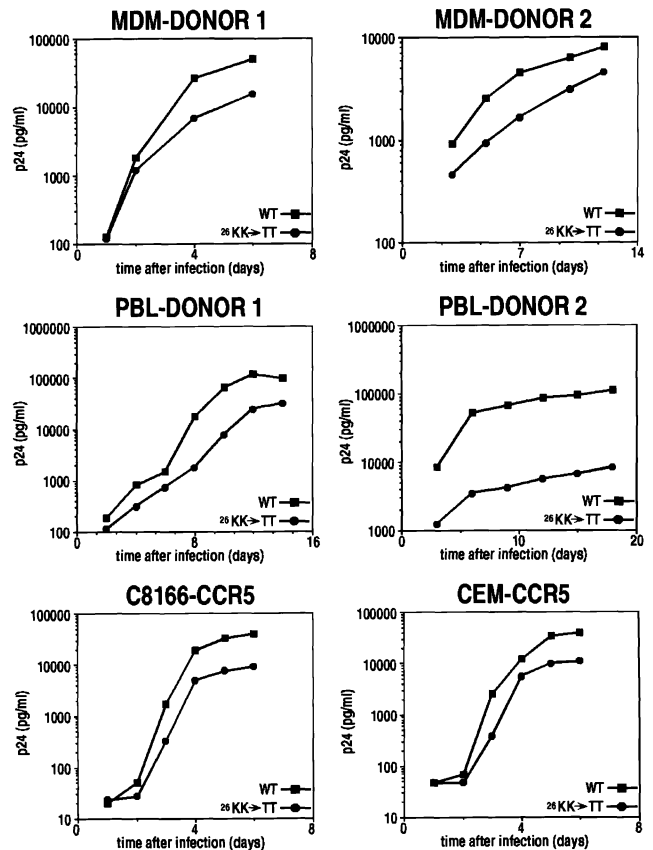 MDM-DONOR 1
100000
10000
1000
100
p24 (pg/ml)
WT
²⁶KK→TT
0
4
8
time after infection (days)
MDM-DONOR 2
10000
1000
100
p24 (pg/ml)
WT
²⁶KK→TT
0
7
14
time after infection (days)
PBL-DONOR 1
1000000
100000
10000
1000
100
p24 (pg/ml)
WT
²⁶KK→TT
0
8
16
time after infection (days)
PBL-DONOR 2
1000000
100000
10000
1000
p24 (pg/ml)
WT
²⁶KK→TT
0
10
20
time after infection (days)
C8166-CCR5
100000
10000
1000
100
10
p24 (pg/ml)
WT
²⁶KK→TT
0
4
8
time after infection (days)
CEM-CCR5
100000
10000
1000
100
10
p24 (pg/ml)
WT
²⁶KK→TT
0
4
8
time after infection (days)